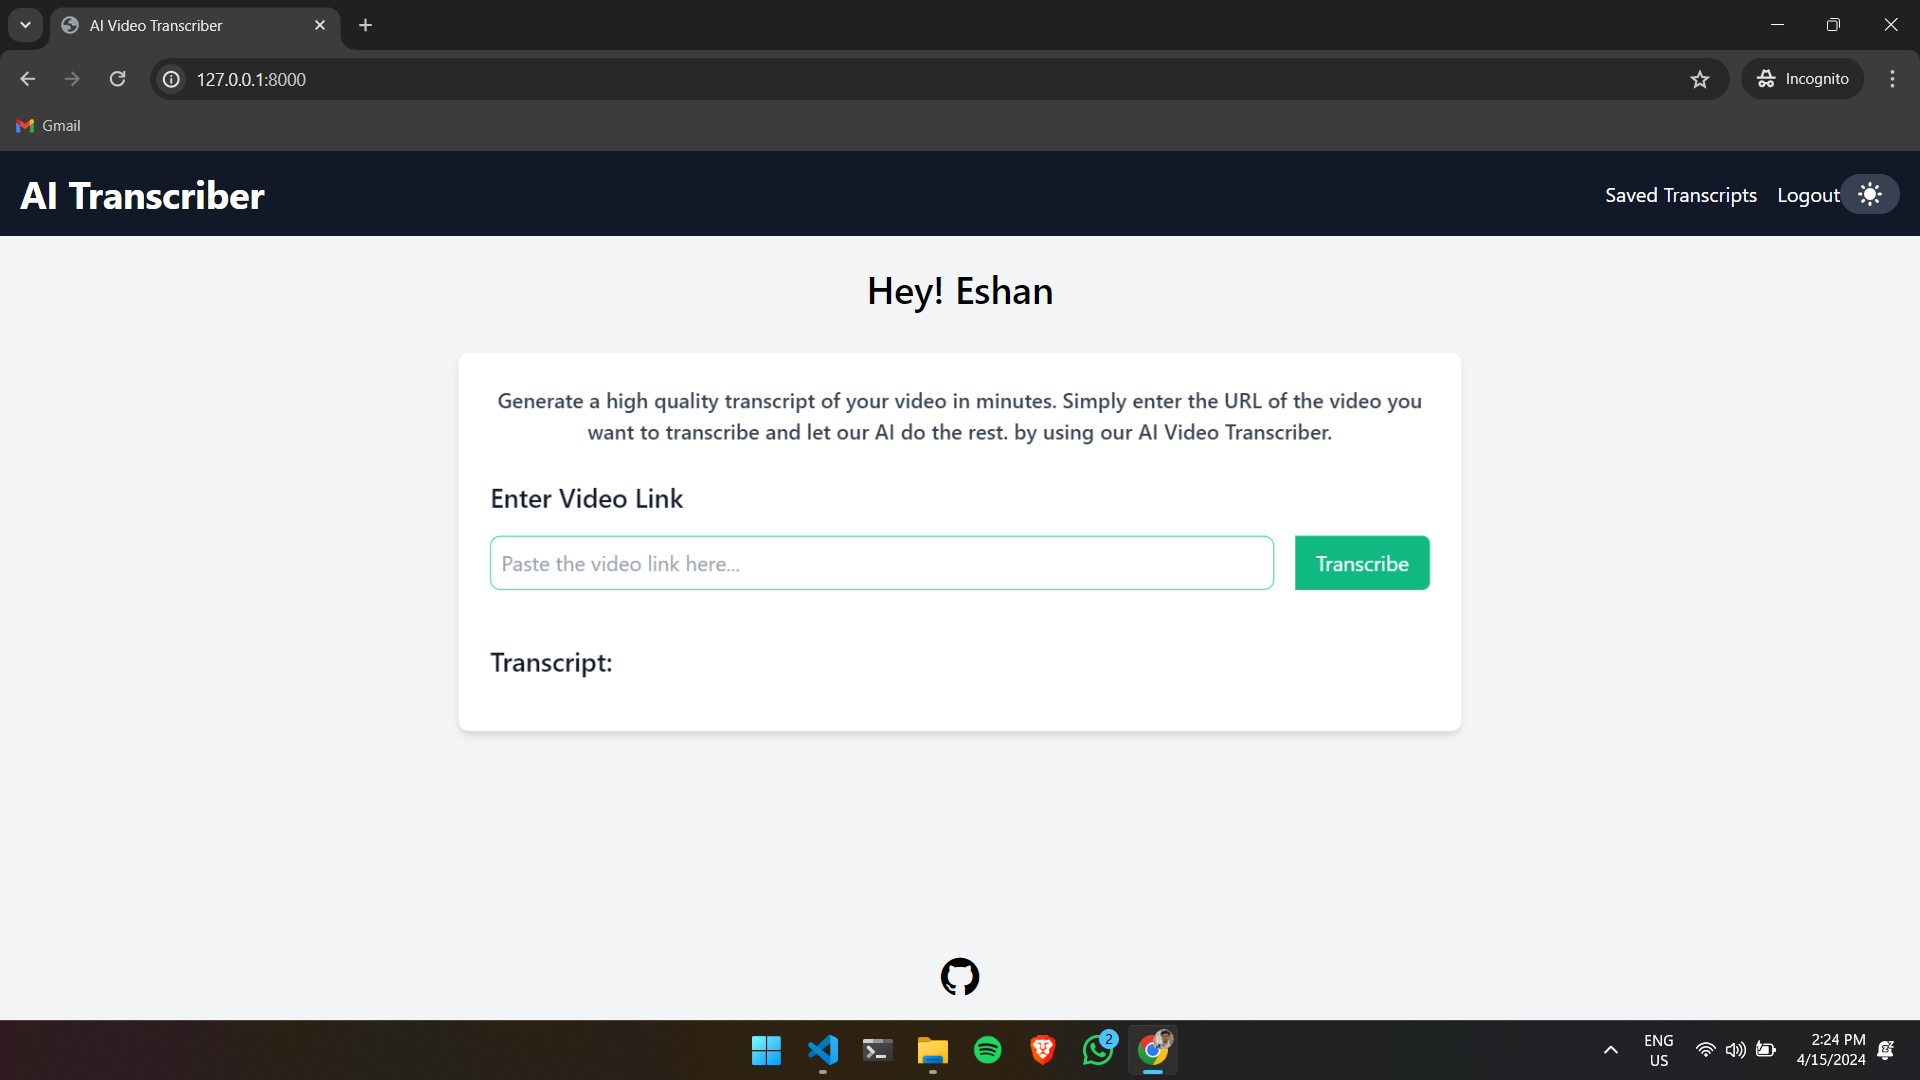 AI Video Transcriber
127.0.0.1:8000
Incognito
Gmail
AI Transcriber
Saved Transcripts
Logout
Hey! Eshan
Generate a high quality transcript of your video in minutes. Simply enter the URL of the video you
want to transcribe and let our AI do the rest. by using our AI Video Transcriber.
Enter Video Link
Paste the video link here...
Transcribe
Transcript:
2
ENG
US
2:24 PM
4/15/2024